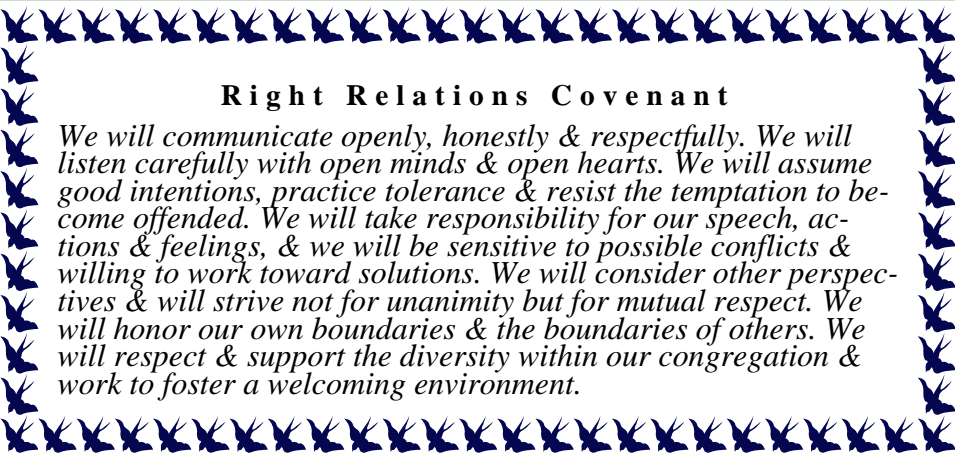 Right Relations Covenant
We will communicate openly, honestly & respectfully. We will
listen carefully with open minds & open hearts. We will assume
good intentions, practice tolerance & resist the temptation to be-
come offended. We will take responsibility for our speech, ac-
tions & feelings, & we will be sensitive to possible conflicts &
willing to work toward solutions. We will consider other perspec-
tives & will strive not for unanimity but for mutual respect. We
will honor our own boundaries & the boundaries of others. We
will respect & support the diversity within our congregation &
work to foster a welcoming environment.